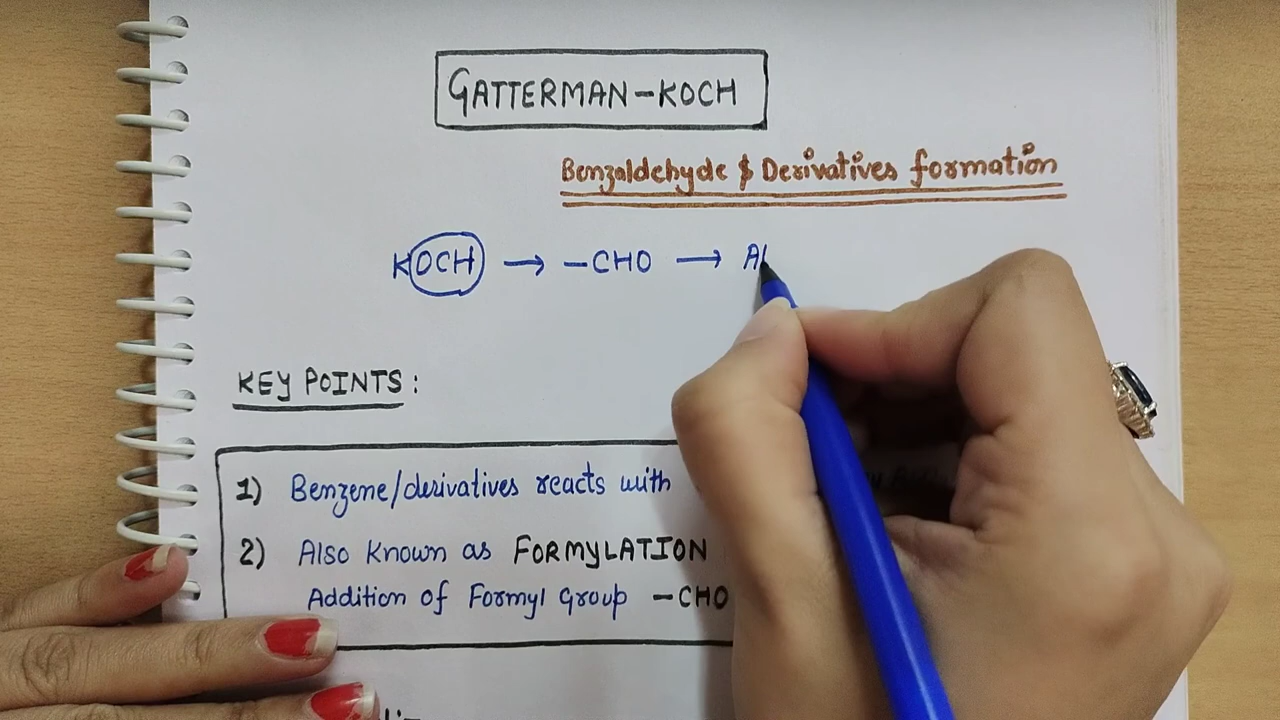 GATTERMAN-KOCH
Benzaldehyde & Derivatives formation
KOCH → -CHO → Al
KEY POINTS :
1) Benzene/derivatives reacts with
2) Also known as FORMYLATION
Addition of Formyl Group -CHO